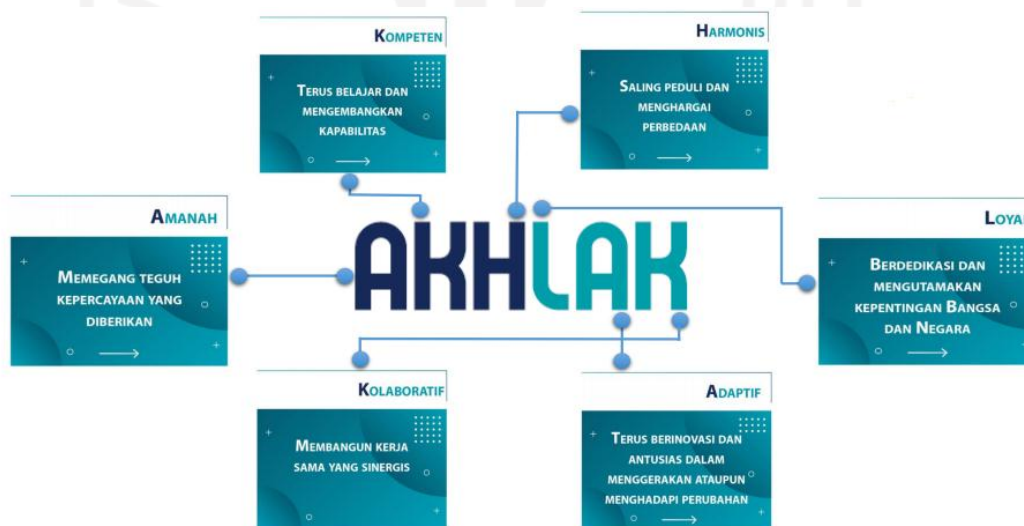 KOMPETEN
TERUS BELAJAR DAN
MENGEMBANGKAN
KAPABILITAS
HARMONIS
SALING PEDULI DAN
MENGHARGAI
PERBEDAAN
AMANAH
MEMEGANG TEGUH
KEPERCAYAAN YANG
DIBERIKAN
AKHLAK
LOYAL
BERDEDIKASI DAN
MENGUTAMAKAN
KEPENTINGAN BANGSA
DAN NEGARA
KOLABORATIF
MEMBANGUN KERJA
SAMA YANG SINERGIS
ADAPTIF
TERUS BERINOVASI DAN
ANTUSIAS DALAM
MENGGERAKAN ATAUPUN
MENGHADAPI PERUBAHAN